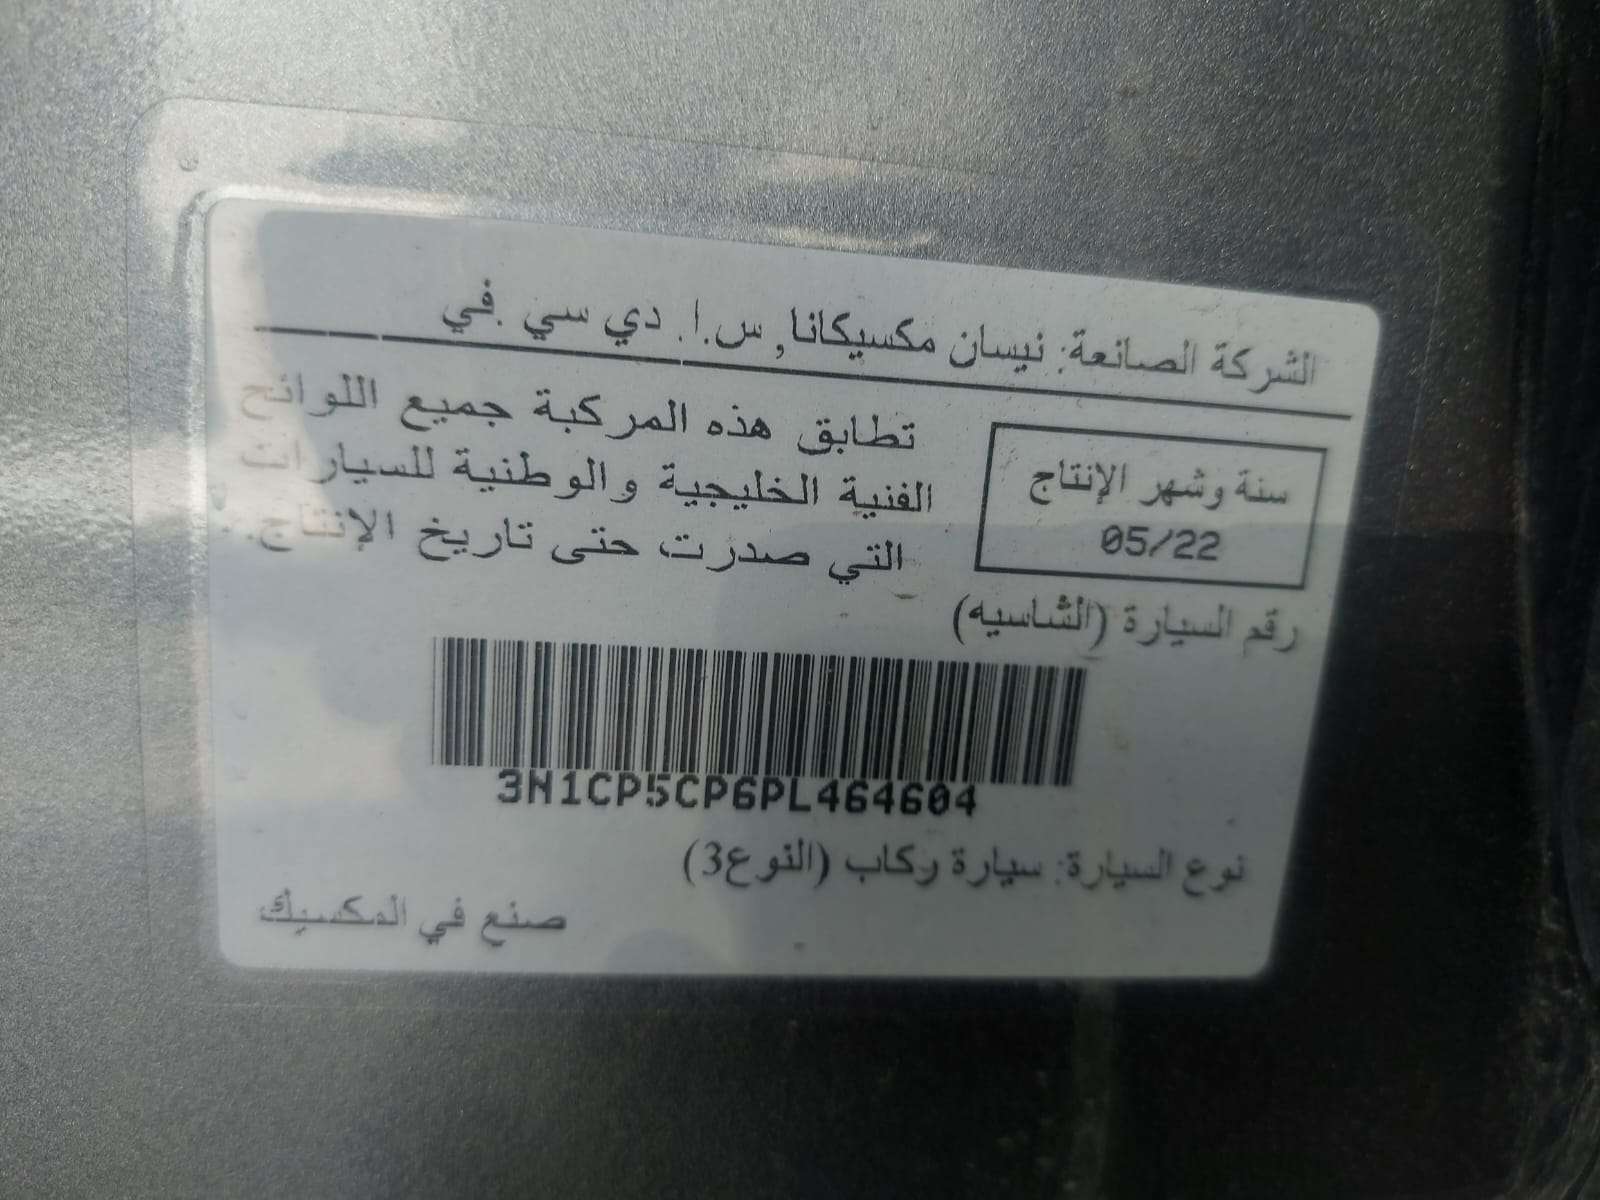 الشركة الصانعة: نيسان مكسيكانا, س.ا. دي سي .في
سنة وشهر الإنتاج
05/22
تطابق هذه المركبة جميع اللوائح
الفنية الخليجية والوطنية للسيارات
التي صدرت حتى تاريخ الإنتاج.
رقم السيارة (الشاسيه)
3N1CP5CP6PL464604
نوع السيارة: سيارة ركاب (النوع3)
صنع في المكسيك